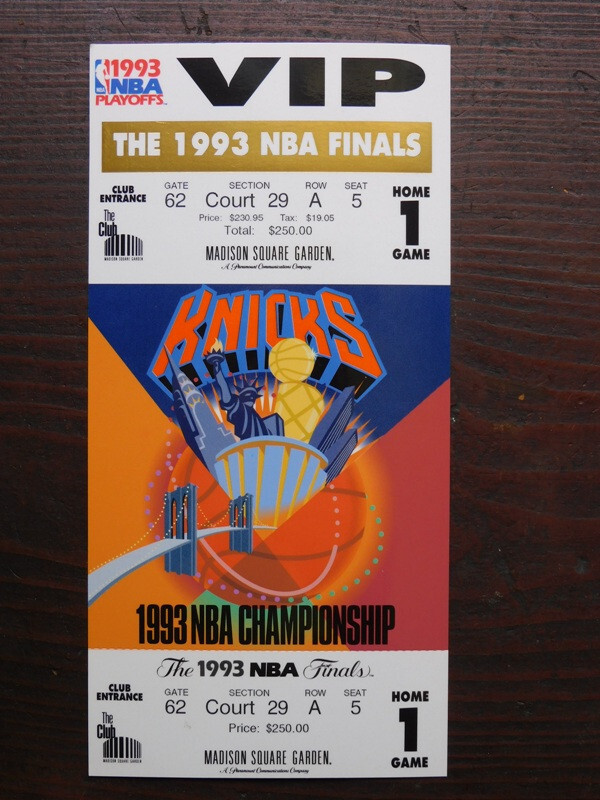 1993
NBA
PLAYOFFS™
VIP
THE 1993 NBA FINALS
CLUB
ENTRANCE
The
Club
MADISON SQUARE GARDEN
GATE SECTION ROW SEAT
62 Court 29 A 5
Price: $230.95 Tax: $19.05
Total: $250.00
MADISON SQUARE GARDEN.
A Paramount Communications Company
HOME
1
GAME
KNICKS
1993 NBA CHAMPIONSHIP
The 1993 NBA Finals™
CLUB
ENTRANCE
The
Club
MADISON SQUARE GARDEN
GATE SECTION ROW SEAT
62 Court 29 A 5
Price: $250.00
MADISON SQUARE GARDEN.
A Paramount Communications Company
HOME
1
GAME